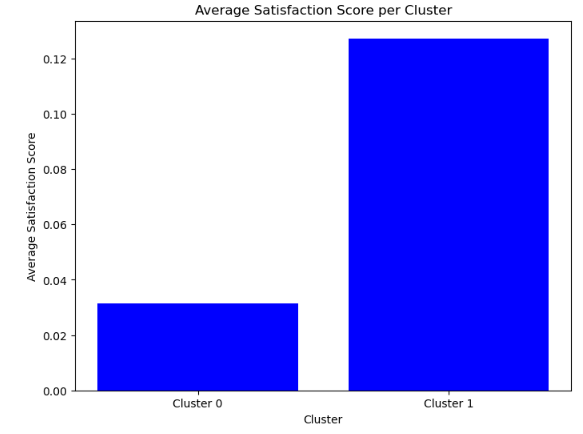 Average Satisfaction Score per Cluster
Average Satisfaction Score
0.12
0.10
0.08
0.06
0.04
0.02
0.00
Cluster 0
Cluster 1
Cluster